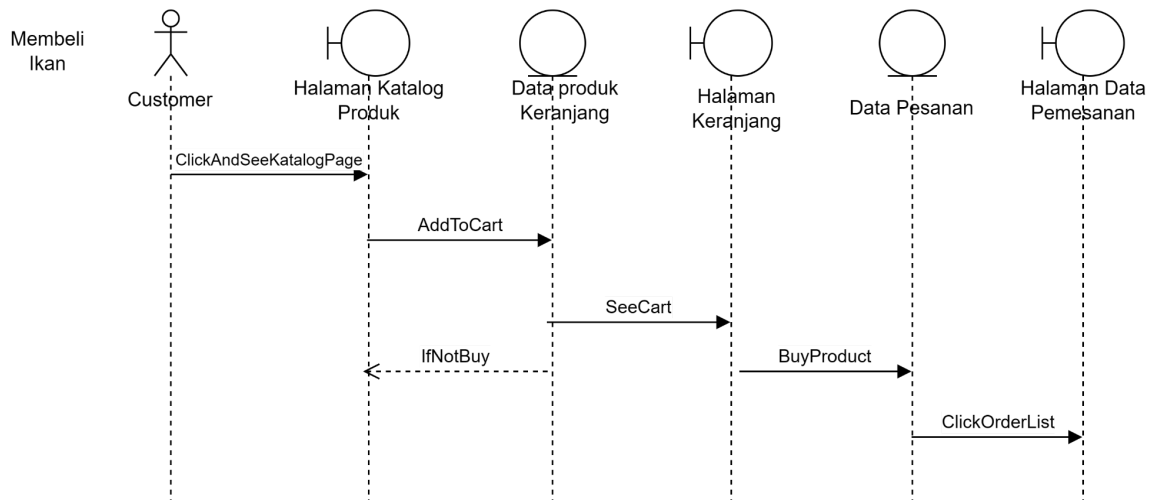 Membeli
Ikan
Customer
Halaman Katalog
Produk
Data produk
Keranjang
Halaman
Keranjang
Data Pesanan
Halaman Data
Pemesanan
ClickAndSeeKatalogPage
AddToCart
SeeCart
IfNotBuy
BuyProduct
ClickOrderList